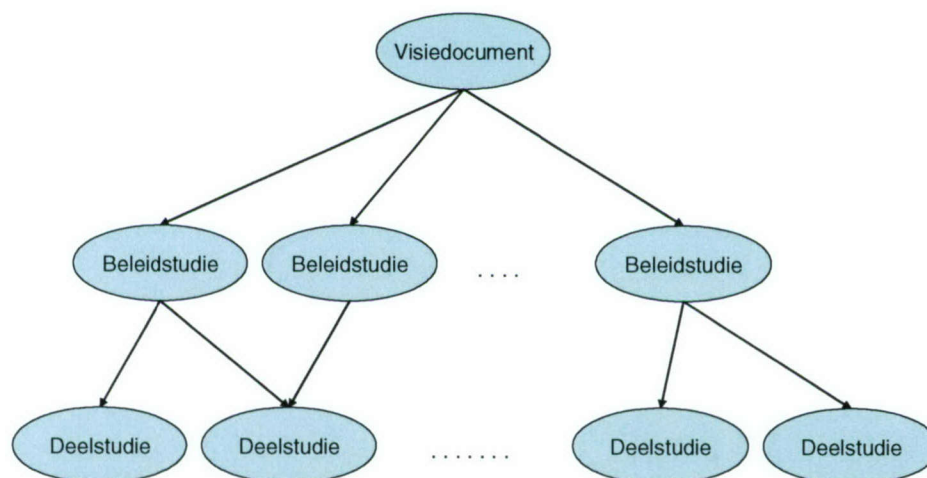 Visiedocument
Beleidstudie Beleidstudie .... Beleidstudie
Deelstudie Deelstudie ....... Deelstudie Deelstudie